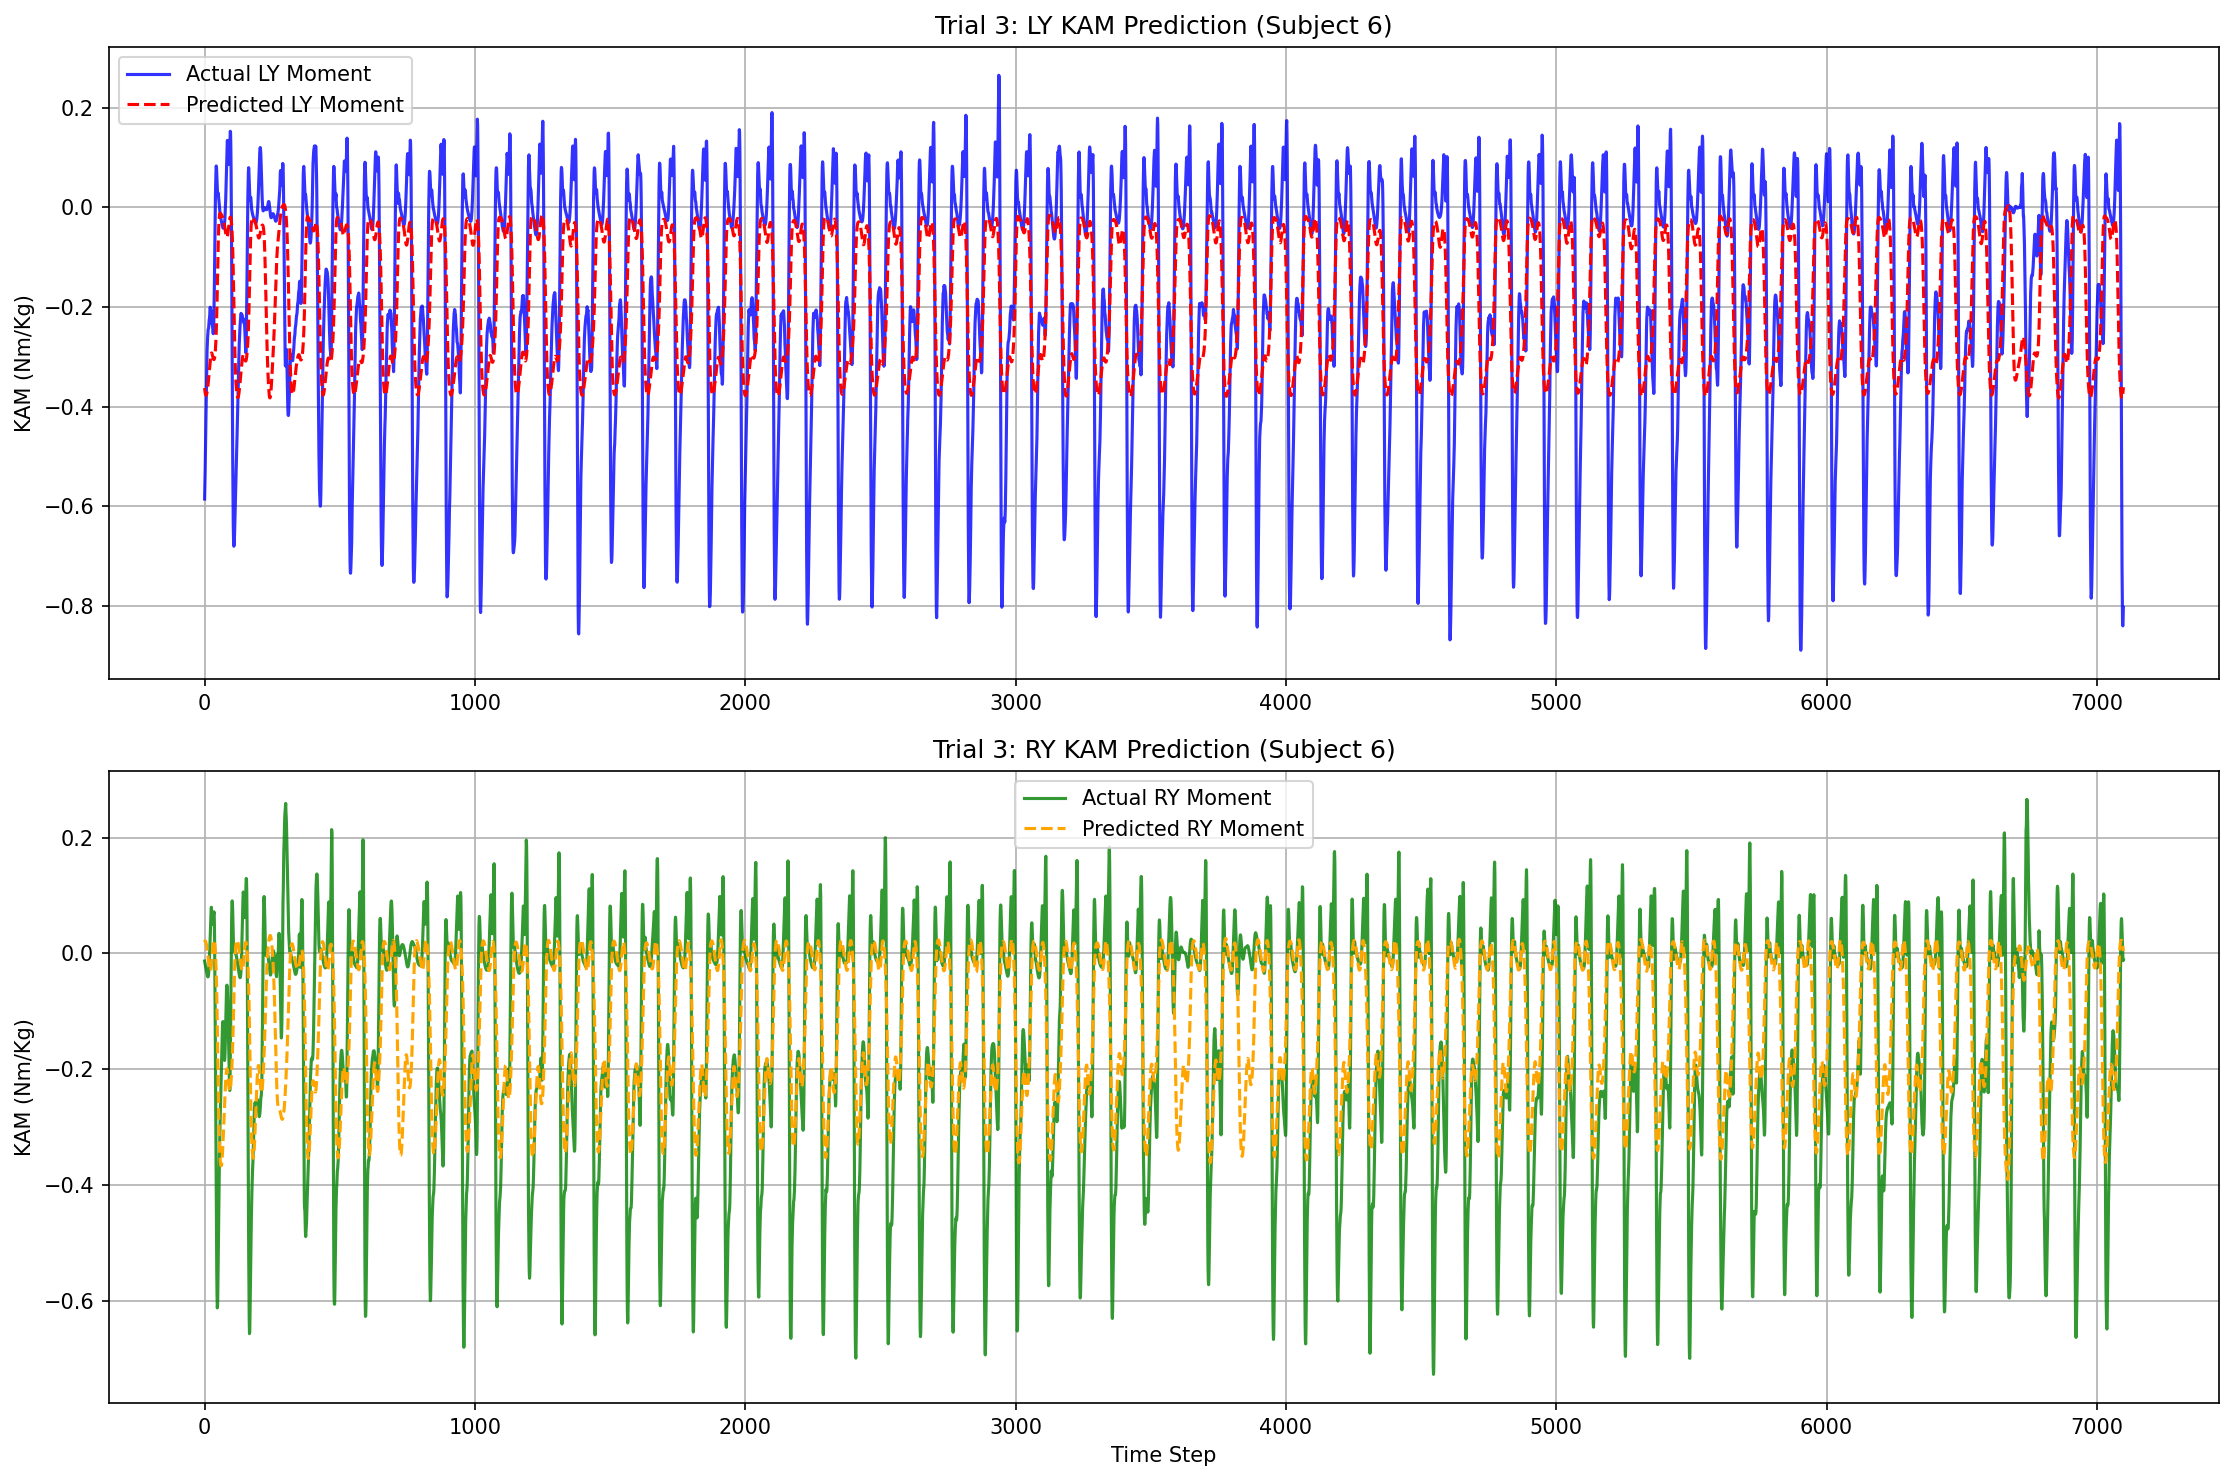 Trial 3: LY KAM Prediction (Subject 6)
Actual LY Moment
Predicted LY Moment
KAM (Nm/Kg)
0.2
0.0
−0.2
−0.4
−0.6
−0.8
0 1000 2000 3000 4000 5000 6000 7000
Trial 3: RY KAM Prediction (Subject 6)
Actual RY Moment
Predicted RY Moment
KAM (Nm/Kg)
0.2
0.0
−0.2
−0.4
−0.6
0 1000 2000 3000 4000 5000 6000 7000
Time Step